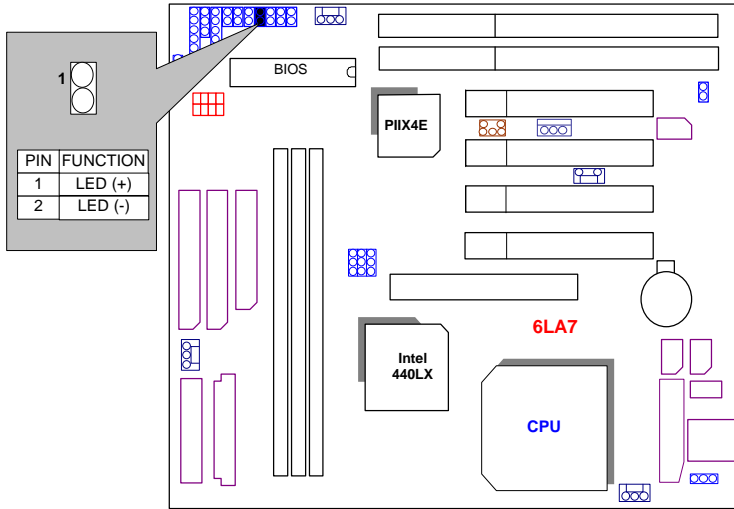 1
PIN FUNCTION
1 LED (+)
2 LED (-)
BIOS
PIIX4E
6LA7
Intel
440LX
CPU